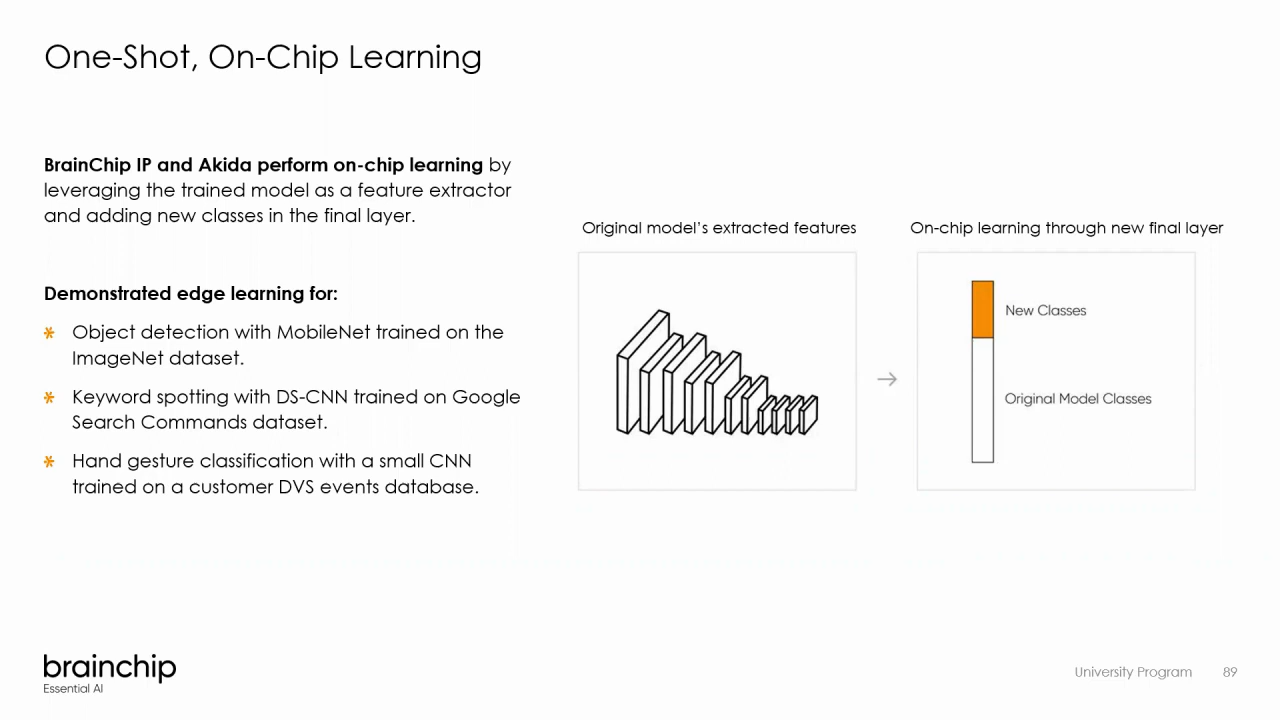 One-Shot, On-Chip Learning
BrainChip IP and Akida perform on-chip learning by
leveraging the trained model as a feature extractor
and adding new classes in the final layer.
Demonstrated edge learning for:
* Object detection with MobileNet trained on the
ImageNet dataset.
* Keyword spotting with DS-CNN trained on Google
Search Commands dataset.
* Hand gesture classification with a small CNN
trained on a customer DVS events database.
Original model's extracted features
On-chip learning through new final layer
→
New Classes
Original Model Classes
brainchip
Essential AI
University Program 89